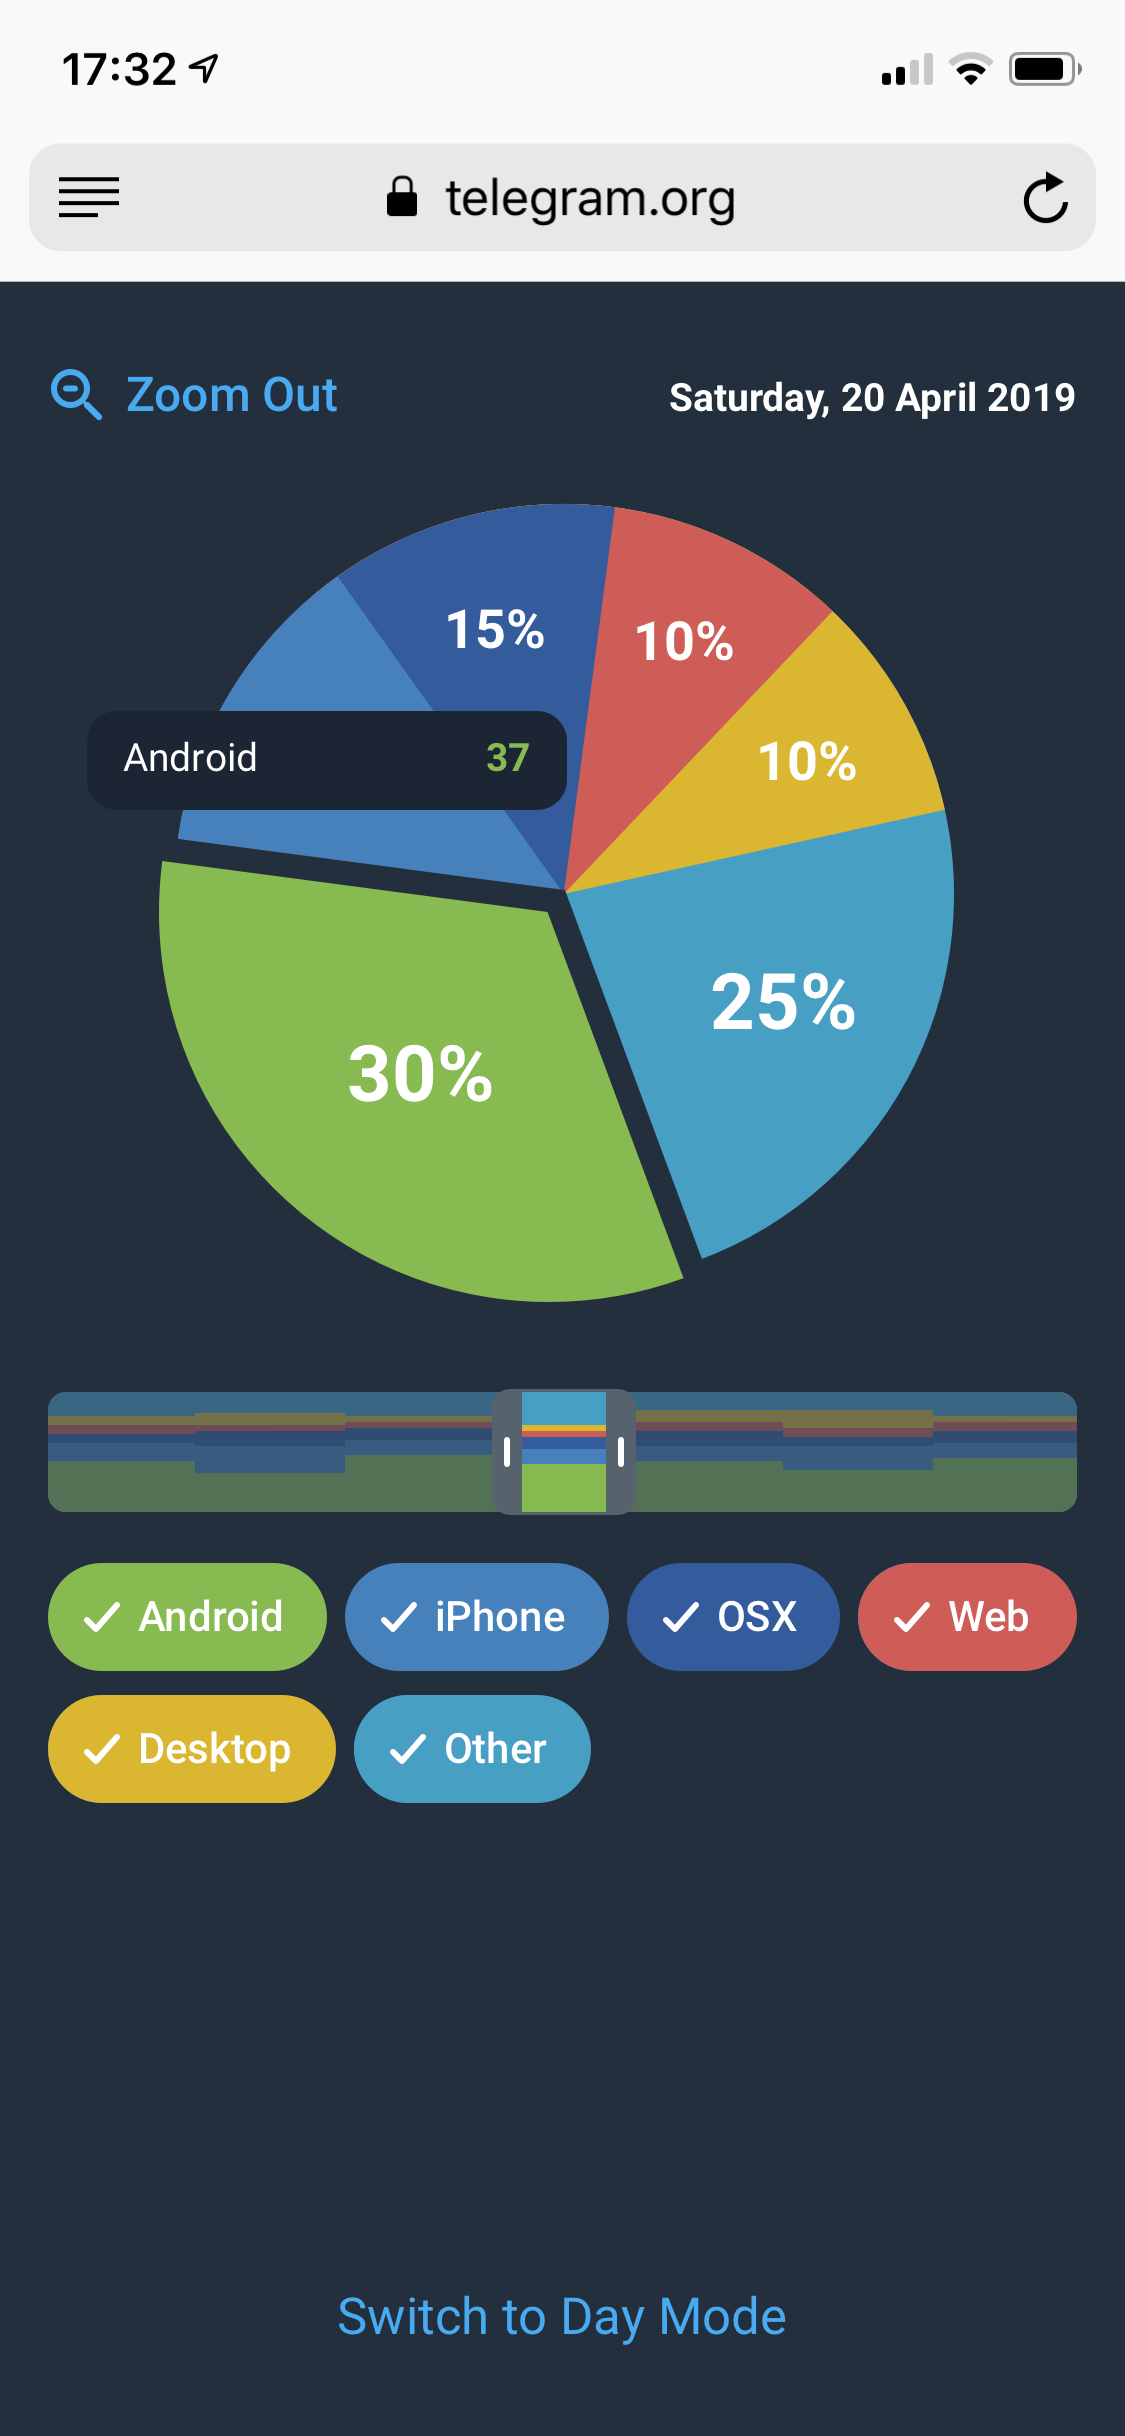 17:32
telegram.org
Zoom Out
Saturday, 20 April 2019
15%
10%
Android 37
10%
25%
30%
Android
iPhone
OSX
Web
Desktop
Other
Switch to Day Mode